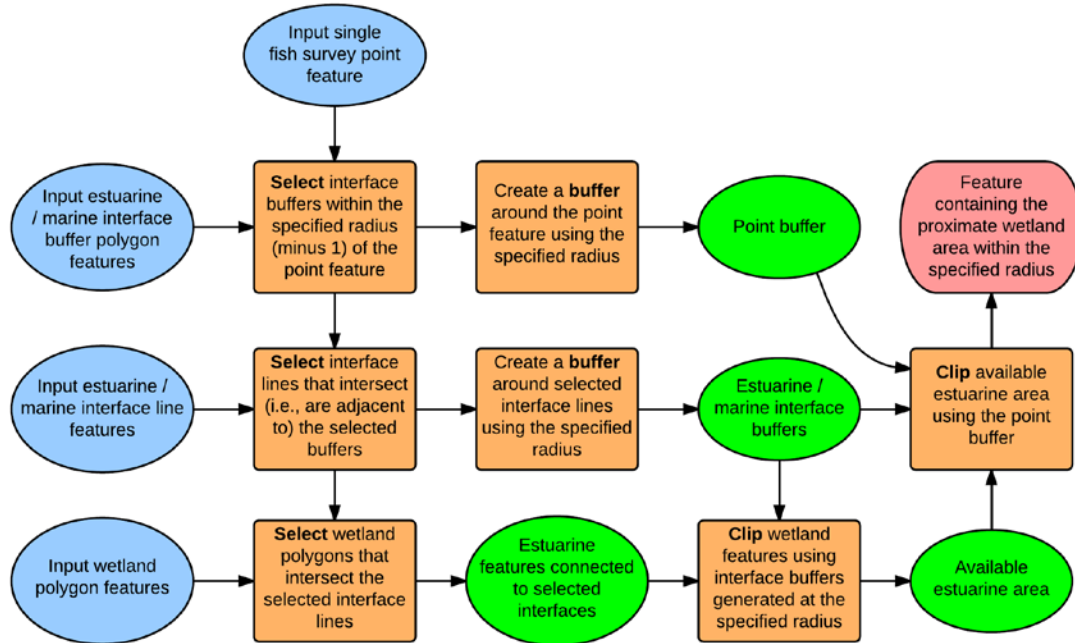 Input single
fish survey point
feature
Input estuarine
/ marine interface
buffer polygon
features
Select interface
buffers within the
specified radius
(minus 1) of the
point feature
Create a buffer
around the point
feature using the
specified radius
Point buffer
Feature
containing the
proximate wetland
area within the
specified radius
Input estuarine /
marine interface line
features
Select interface
lines that intersect
(i.e., are adjacent
to) the selected
buffers
Create a buffer
around selected
interface lines
using the specified
radius
Estuarine /
marine interface
buffers
Clip available
estuarine area
using the point
buffer
Input wetland
polygon features
Select wetland
polygons that
intersect the
selected interface
lines
Estuarine
features connected
to selected
interfaces
Clip wetland
features using
interface buffers
generated at the
specified radius
Available
estuarine area